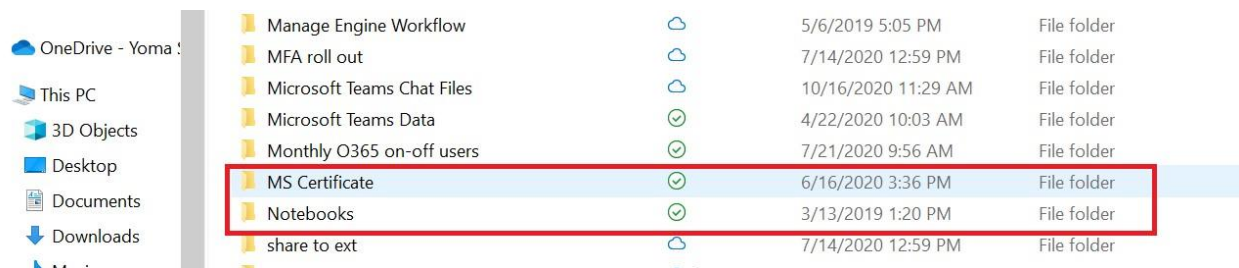 OneDrive - Yoma
This PC
3D Objects
Desktop
Documents
Downloads
Manage Engine Workflow 5/6/2019 5:05 PM File folder
MFA roll out 7/14/2020 12:59 PM File folder
Microsoft Teams Chat Files 10/16/2020 11:29 AM File folder
Microsoft Teams Data 4/22/2020 10:03 AM File folder
Monthly O365 on-off users 7/21/2020 9:56 AM File folder
MS Certificate 6/16/2020 3:36 PM File folder
Notebooks 3/13/2019 1:20 PM File folder
share to ext 7/14/2020 12:59 PM File folder